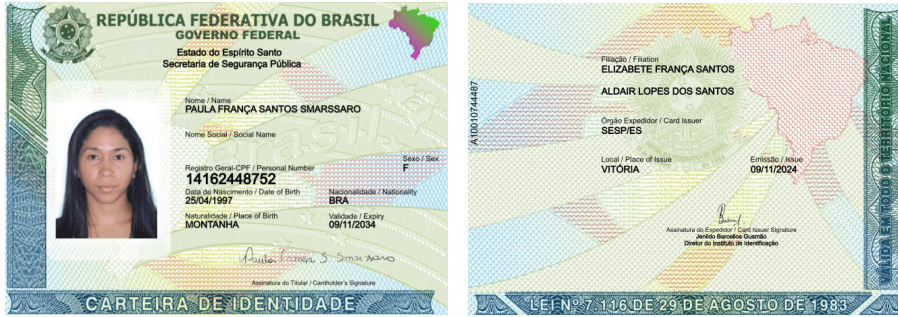 REPÚBLICA FEDERATIVA DO BRASIL
GOVERNO FEDERAL
Estado do Espírito Santo
Secretaria de Segurança Pública
Nome / Name
PAULA FRANÇA SANTOS SMARSSARO
Nome Social / Social Name
Registro Geral-CPF / Personal Number
Sexo / Sex
14162448752
F
Data de Nascimento / Date of Birth
Nacionalidade / Nationality
25/04/1997
BRA
Naturalidade / Place of Birth
Validade / Expiry
MONTANHA
09/11/2034
Paula França S. Smarssaro
Assinatura do Titular / Cardholder's Signature
CARTEIRA DE IDENTIDADE
A10010744487
Filiação / Filiation
ELIZABETE FRANÇA SANTOS
ALDAIR LOPES DOS SANTOS
Órgão Expedidor / Card Issuer
SESP/ES
Local / Place of Issue
Emissão / Issue
VITÓRIA
09/11/2024
Assinatura do Expedidor / Card Issuer Signature
Jenildo Barcellos Gusmão
Diretor do Instituto de Identificação
VÁLIDA EM TODO O TERRITÓRIO NACIONAL
LEI Nº 7.116 DE 29 DE AGOSTO DE 1983